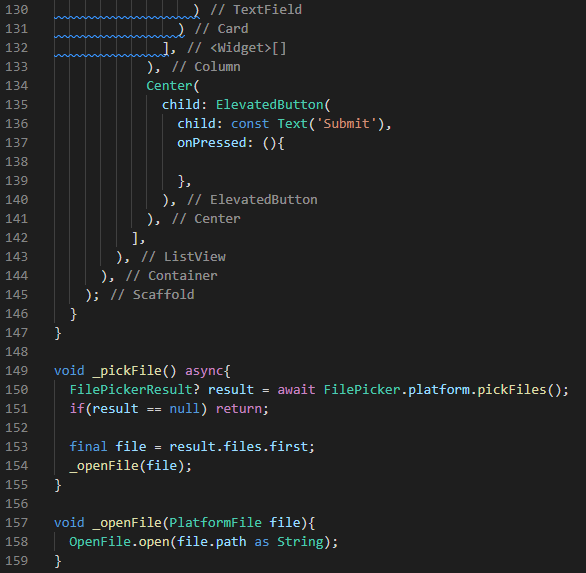 130 ) // TextField
131 ) // Card
132 ], // <Widget>[]
133 ), // Column
134 Center(
135 child: ElevatedButton(
136 child: const Text('Submit'),
137 onPressed: (){
138
139 },
140 ), // ElevatedButton
141 ), // Center
142 ],
143 ), // ListView
144 ), // Container
145 ); // Scaffold
146 }
147 }
148
149 void _pickFile() async{
150 FilePickerResult? result = await FilePicker.platform.pickFiles();
151 if(result == null) return;
152
153 final file = result.files.first;
154 _openFile(file);
155 }
156
157 void _openFile(PlatformFile file){
158 OpenFile.open(file.path as String);
159 }